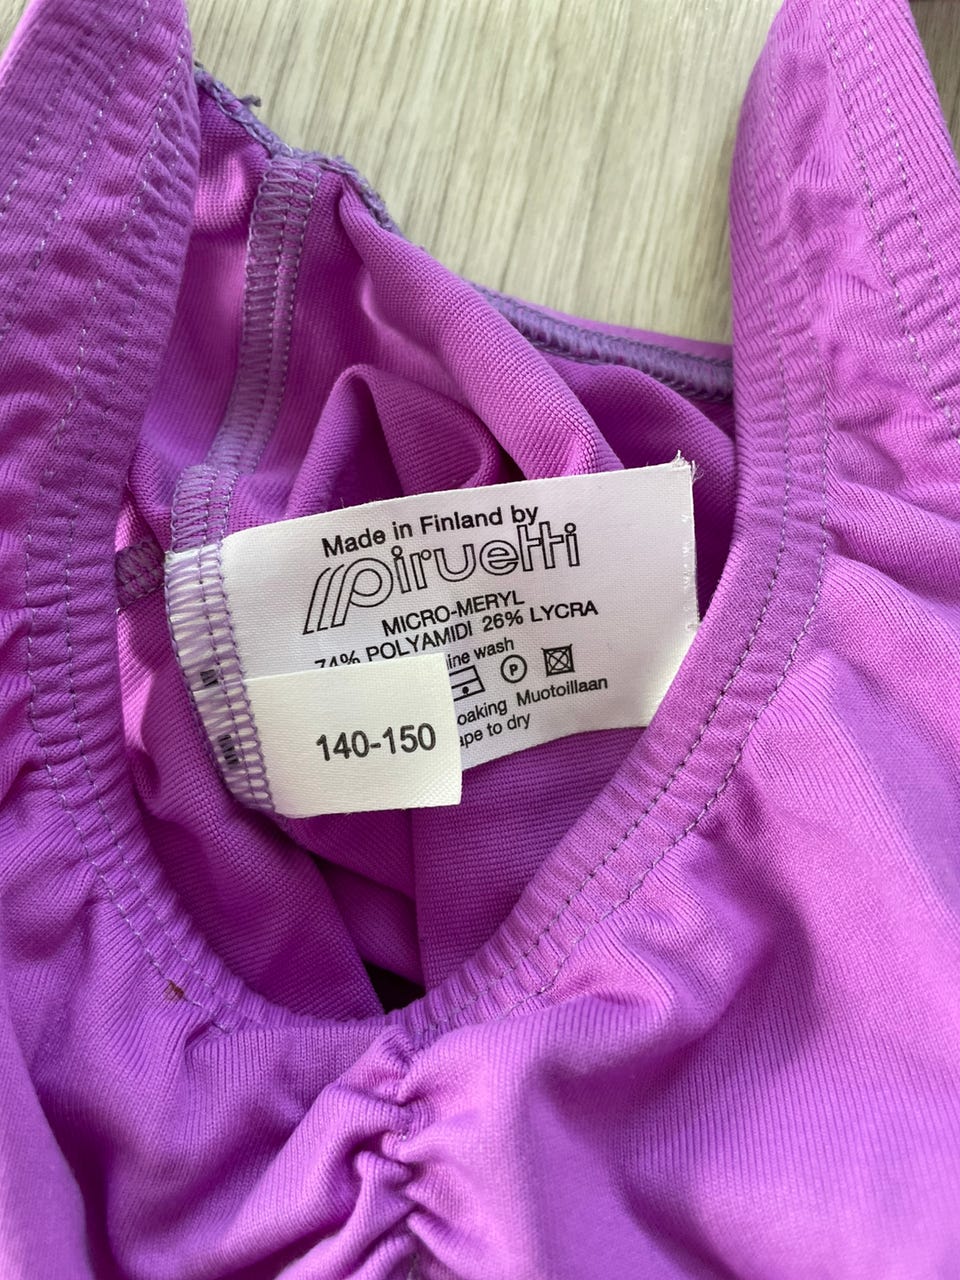 Made in Finland by
piruetti
MICRO-MERYL
74% POLYAMIDI 26% LYCRA
ine wash
P
oaking Muotoillaan
ape to dry
140-150